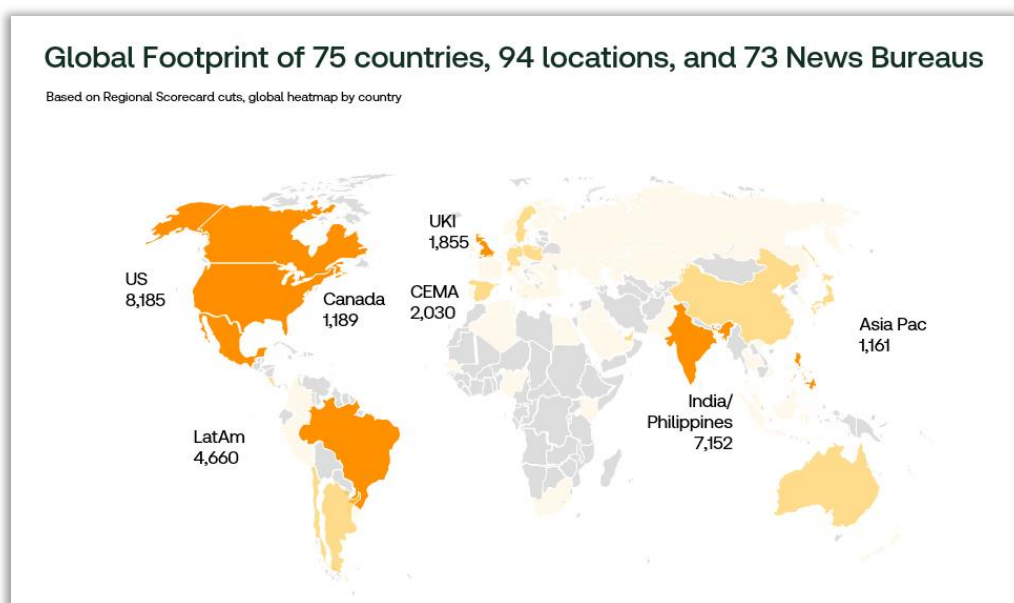 Global Footprint of 75 countries, 94 locations, and 73 News Bureaus
Based on Regional Scorecard cuts, global heatmap by country
US
8,185
Canada
1,189
UKI
1,855
CEMA
2,030
Asia Pac
1,161
India/
Philippines
7,152
LatAm
4,660